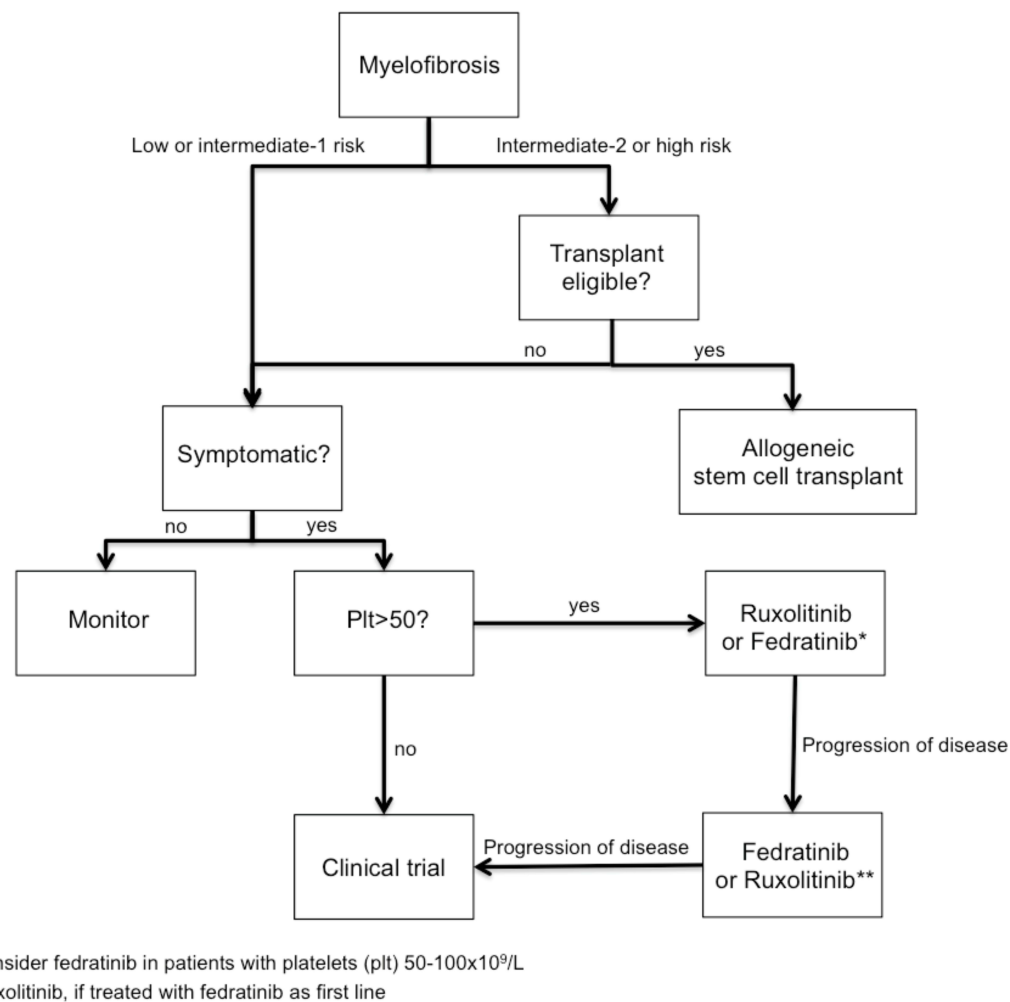 Myelofibrosis
Low or intermediate-1 risk
Intermediate-2 or high risk
Transplant
eligible?
no
yes
Symptomatic?
Allogeneic
stem cell transplant
no
yes
Monitor
Plt>50?
yes
Ruxolitinib
or Fedratinib*
no
Progression of disease
Clinical trial
Progression of disease
Fedratinib
or Ruxolitinib**
nsider fedratinib in patients with platelets (plt) 50-100x10⁹/L
xolitinib, if treated with fedratinib as first line